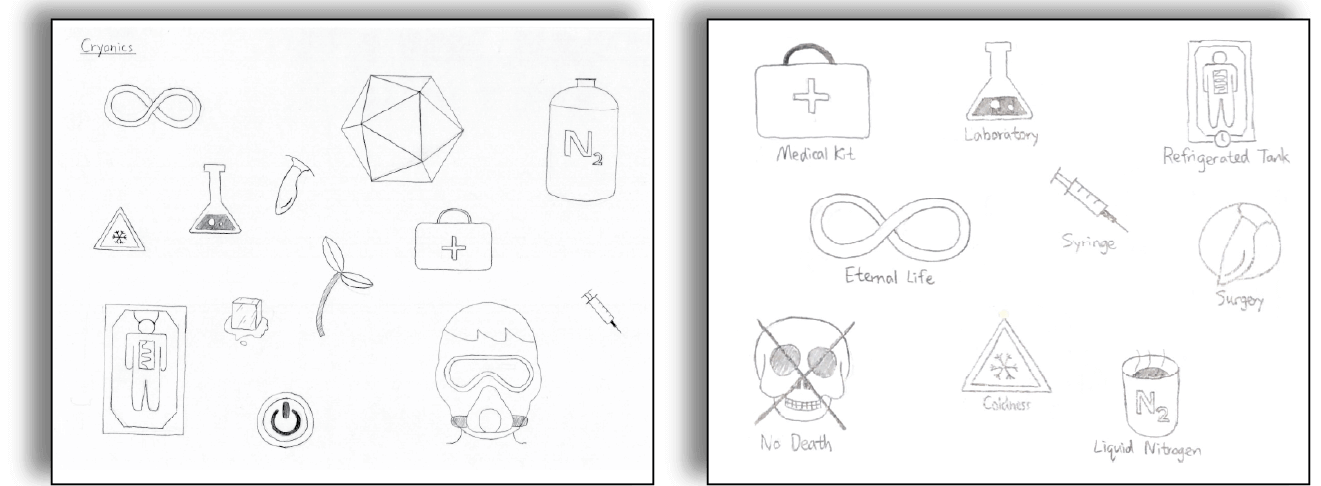 Cryonics
N2
Medical Kit
Laboratory
Refrigerated Tank
Syringe
Eternal Life
Surgery
No Death
Coldness
N2
Liquid Nitrogen